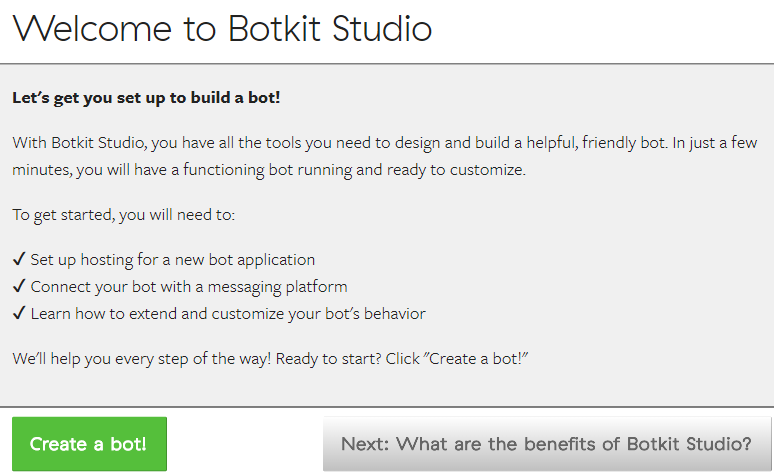 Welcome to Botkit Studio
Let's get you set up to build a bot!
With Botkit Studio, you have all the tools you need to design and build a helpful, friendly bot. In just a few
minutes, you will have a functioning bot running and ready to customize.
To get started, you will need to:
✓ Set up hosting for a new bot application
✓ Connect your bot with a messaging platform
✓ Learn how to extend and customize your bot's behavior
We'll help you every step of the way! Ready to start? Click "Create a bot!"
Create a bot!
Next: What are the benefits of Botkit Studio?